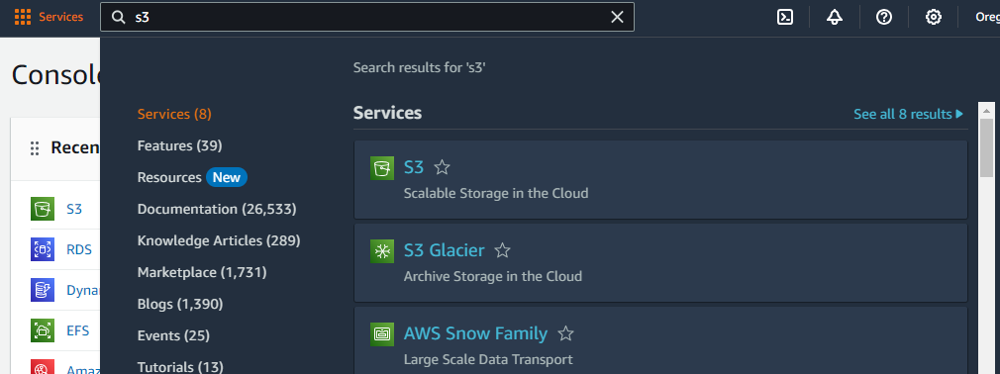 Services
s3
Oreg
Console
Recen
S3
RDS
Dyna
EFS
Amaz
Search results for 's3'
Services (8)
Features (39)
Resources New
Documentation (26,533)
Knowledge Articles (289)
Marketplace (1,731)
Blogs (1,390)
Events (25)
Tutorials (13)
Services
See all 8 results
S3
Scalable Storage in the Cloud
S3 Glacier
Archive Storage in the Cloud
AWS Snow Family
Large Scale Data Transport